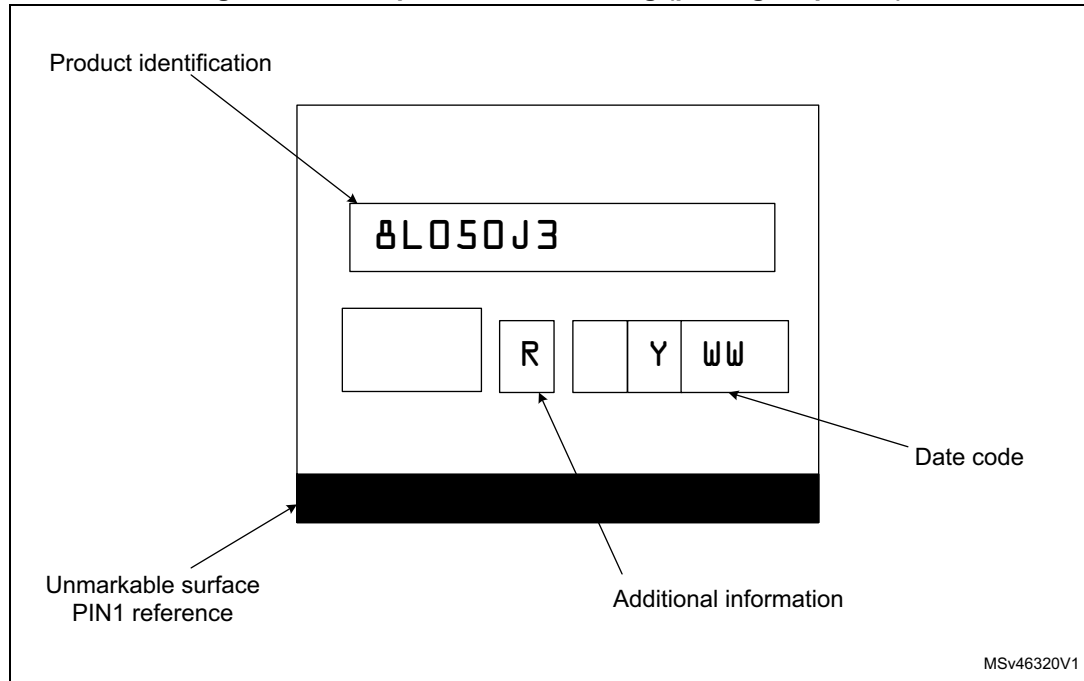 Product identification
8L050J3
R Y WW
Date code
Unmarkable surface
PIN1 reference
Additional information
MSv46320V1